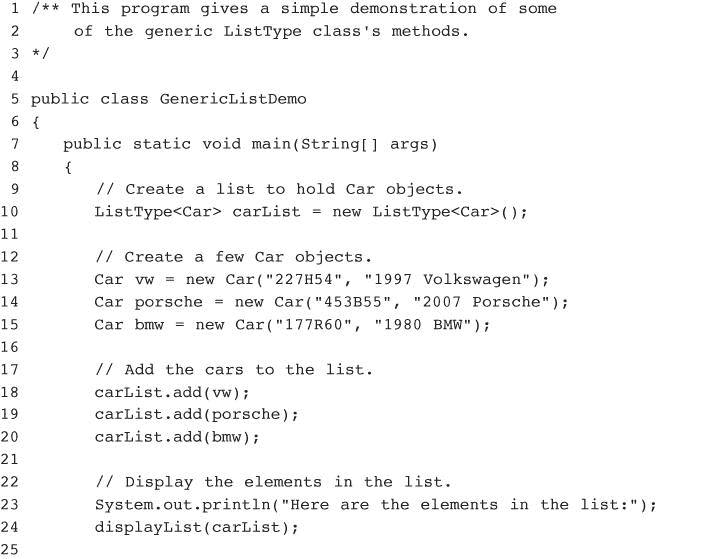 1 /** This program gives a simple demonstration of some
2     of the generic ListType class's methods.
3 */
4
5 public class GenericListDemo
6 {
7    public static void main(String[] args)
8    {
9       // Create a list to hold Car objects.
10       ListType<Car> carList = new ListType<Car>();
11
12       // Create a few Car objects.
13       Car vw = new Car("227H54", "1997 Volkswagen");
14       Car porsche = new Car("453B55", "2007 Porsche");
15       Car bmw = new Car("177R60", "1980 BMW");
16
17       // Add the cars to the list.
18       carList.add(vw);
19       carList.add(porsche);
20       carList.add(bmw);
21
22       // Display the elements in the list.
23       System.out.println("Here are the elements in the list:");
24       displayList(carList);
25